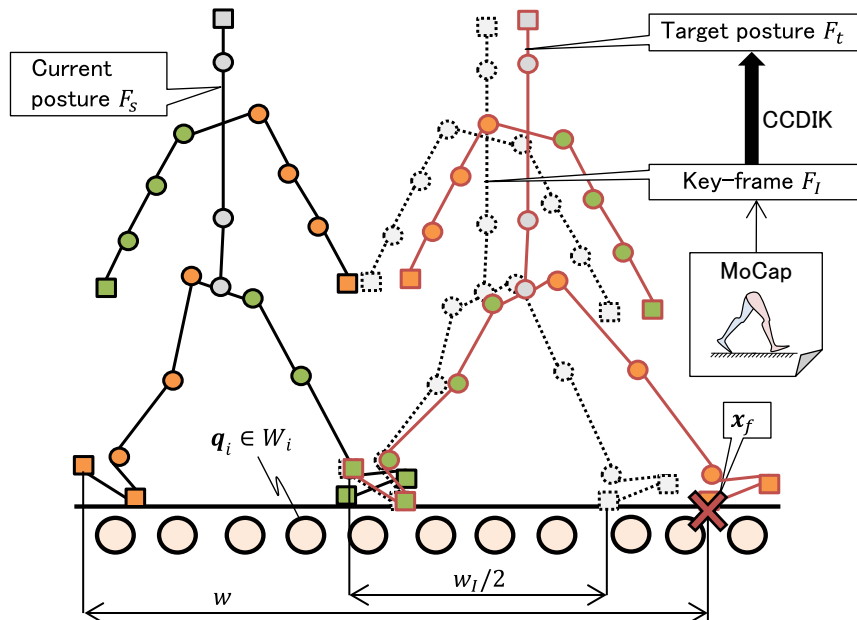 Current
posture F_s
Target posture F_t
CCDIK
Key-frame F_I
MoCap
x_f
q_i ∈ W_i
w_I/2
w